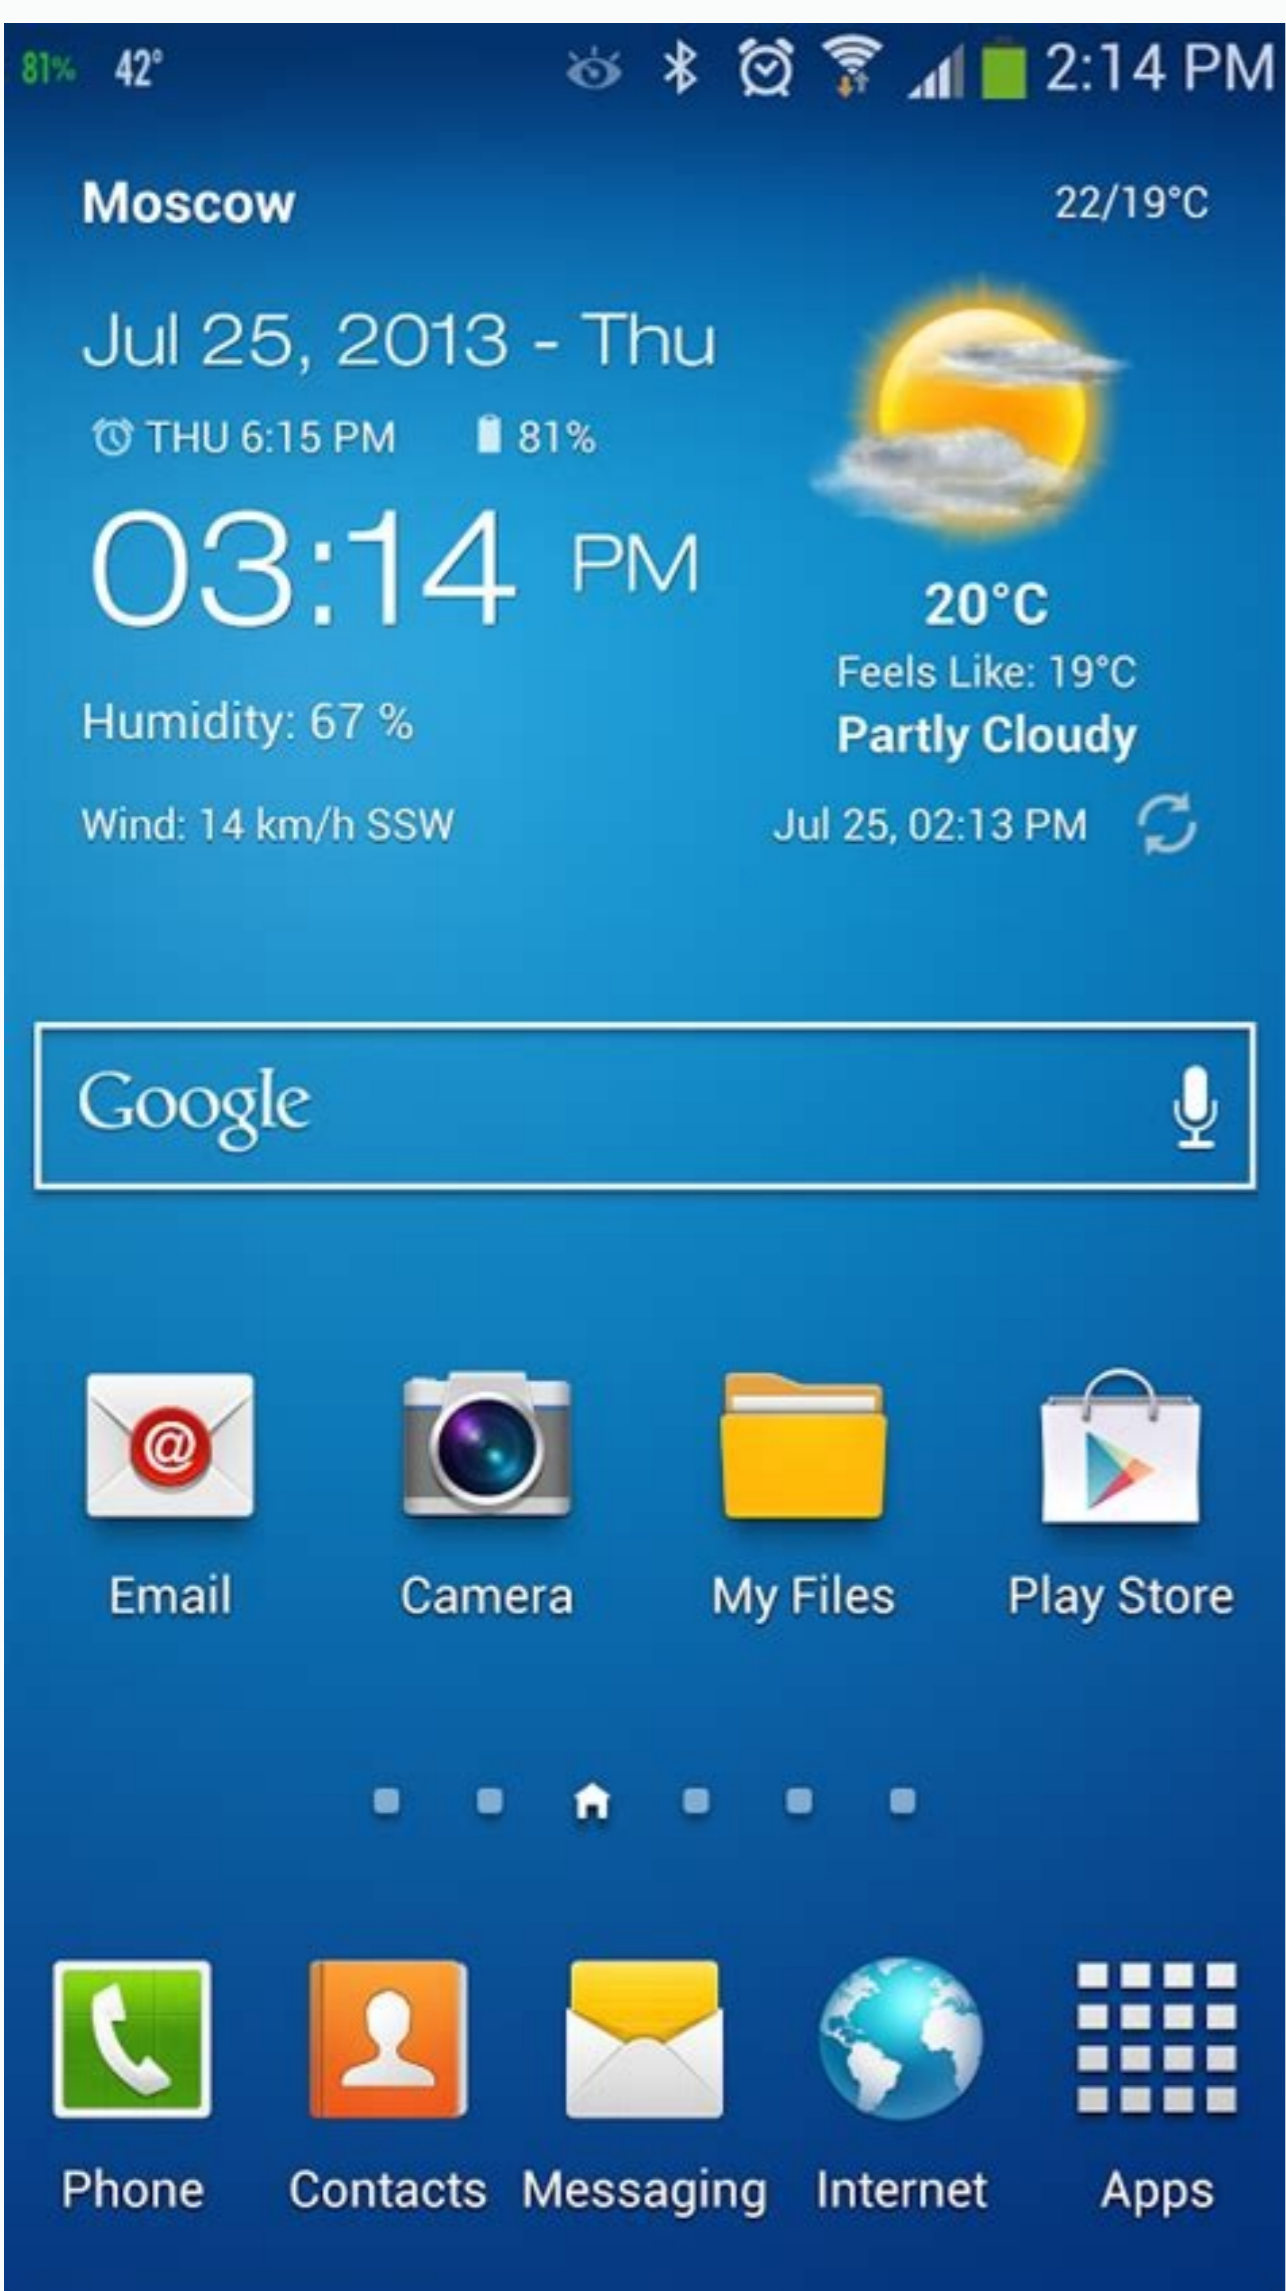 81% 42° 2:14 PM
Moscow 22/19°C
Jul 25, 2013 - Thu
THU 6:15 PM 81%
03:14 PM
20°C
Feels Like: 19°C
Humidity: 67 %
Partly Cloudy
Wind: 14 km/h SSW Jul 25, 02:13 PM
Google
@
Email Camera My Files Play Store
Phone Contacts Messaging Internet Apps